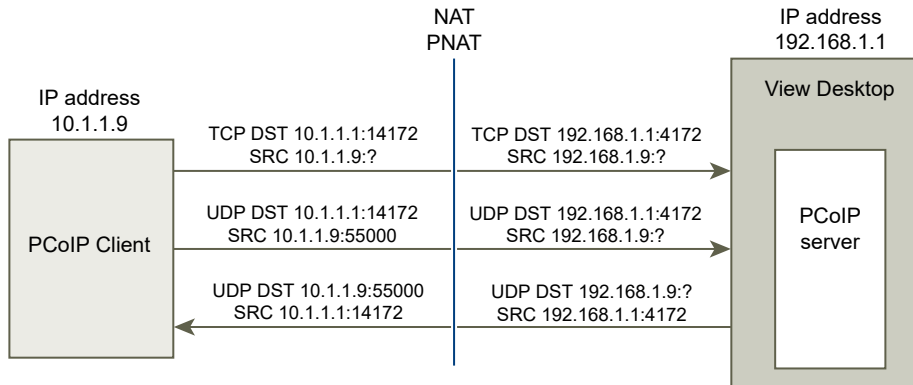 NAT
PNAT
IP address
192.168.1.1
View Desktop
IP address
10.1.1.9
TCP DST 10.1.1.1:14172
SRC 10.1.1.9:?
TCP DST 192.168.1.1:4172
SRC 192.168.1.9:?
PCoIP Client
UDP DST 10.1.1.1:14172
SRC 10.1.1.9:55000
UDP DST 192.168.1.1:4172
SRC 192.168.1.9:?
PCoIP
server
UDP DST 10.1.1.9:55000
SRC 10.1.1.1:14172
UDP DST 192.168.1.9:?
SRC 192.168.1.1:4172